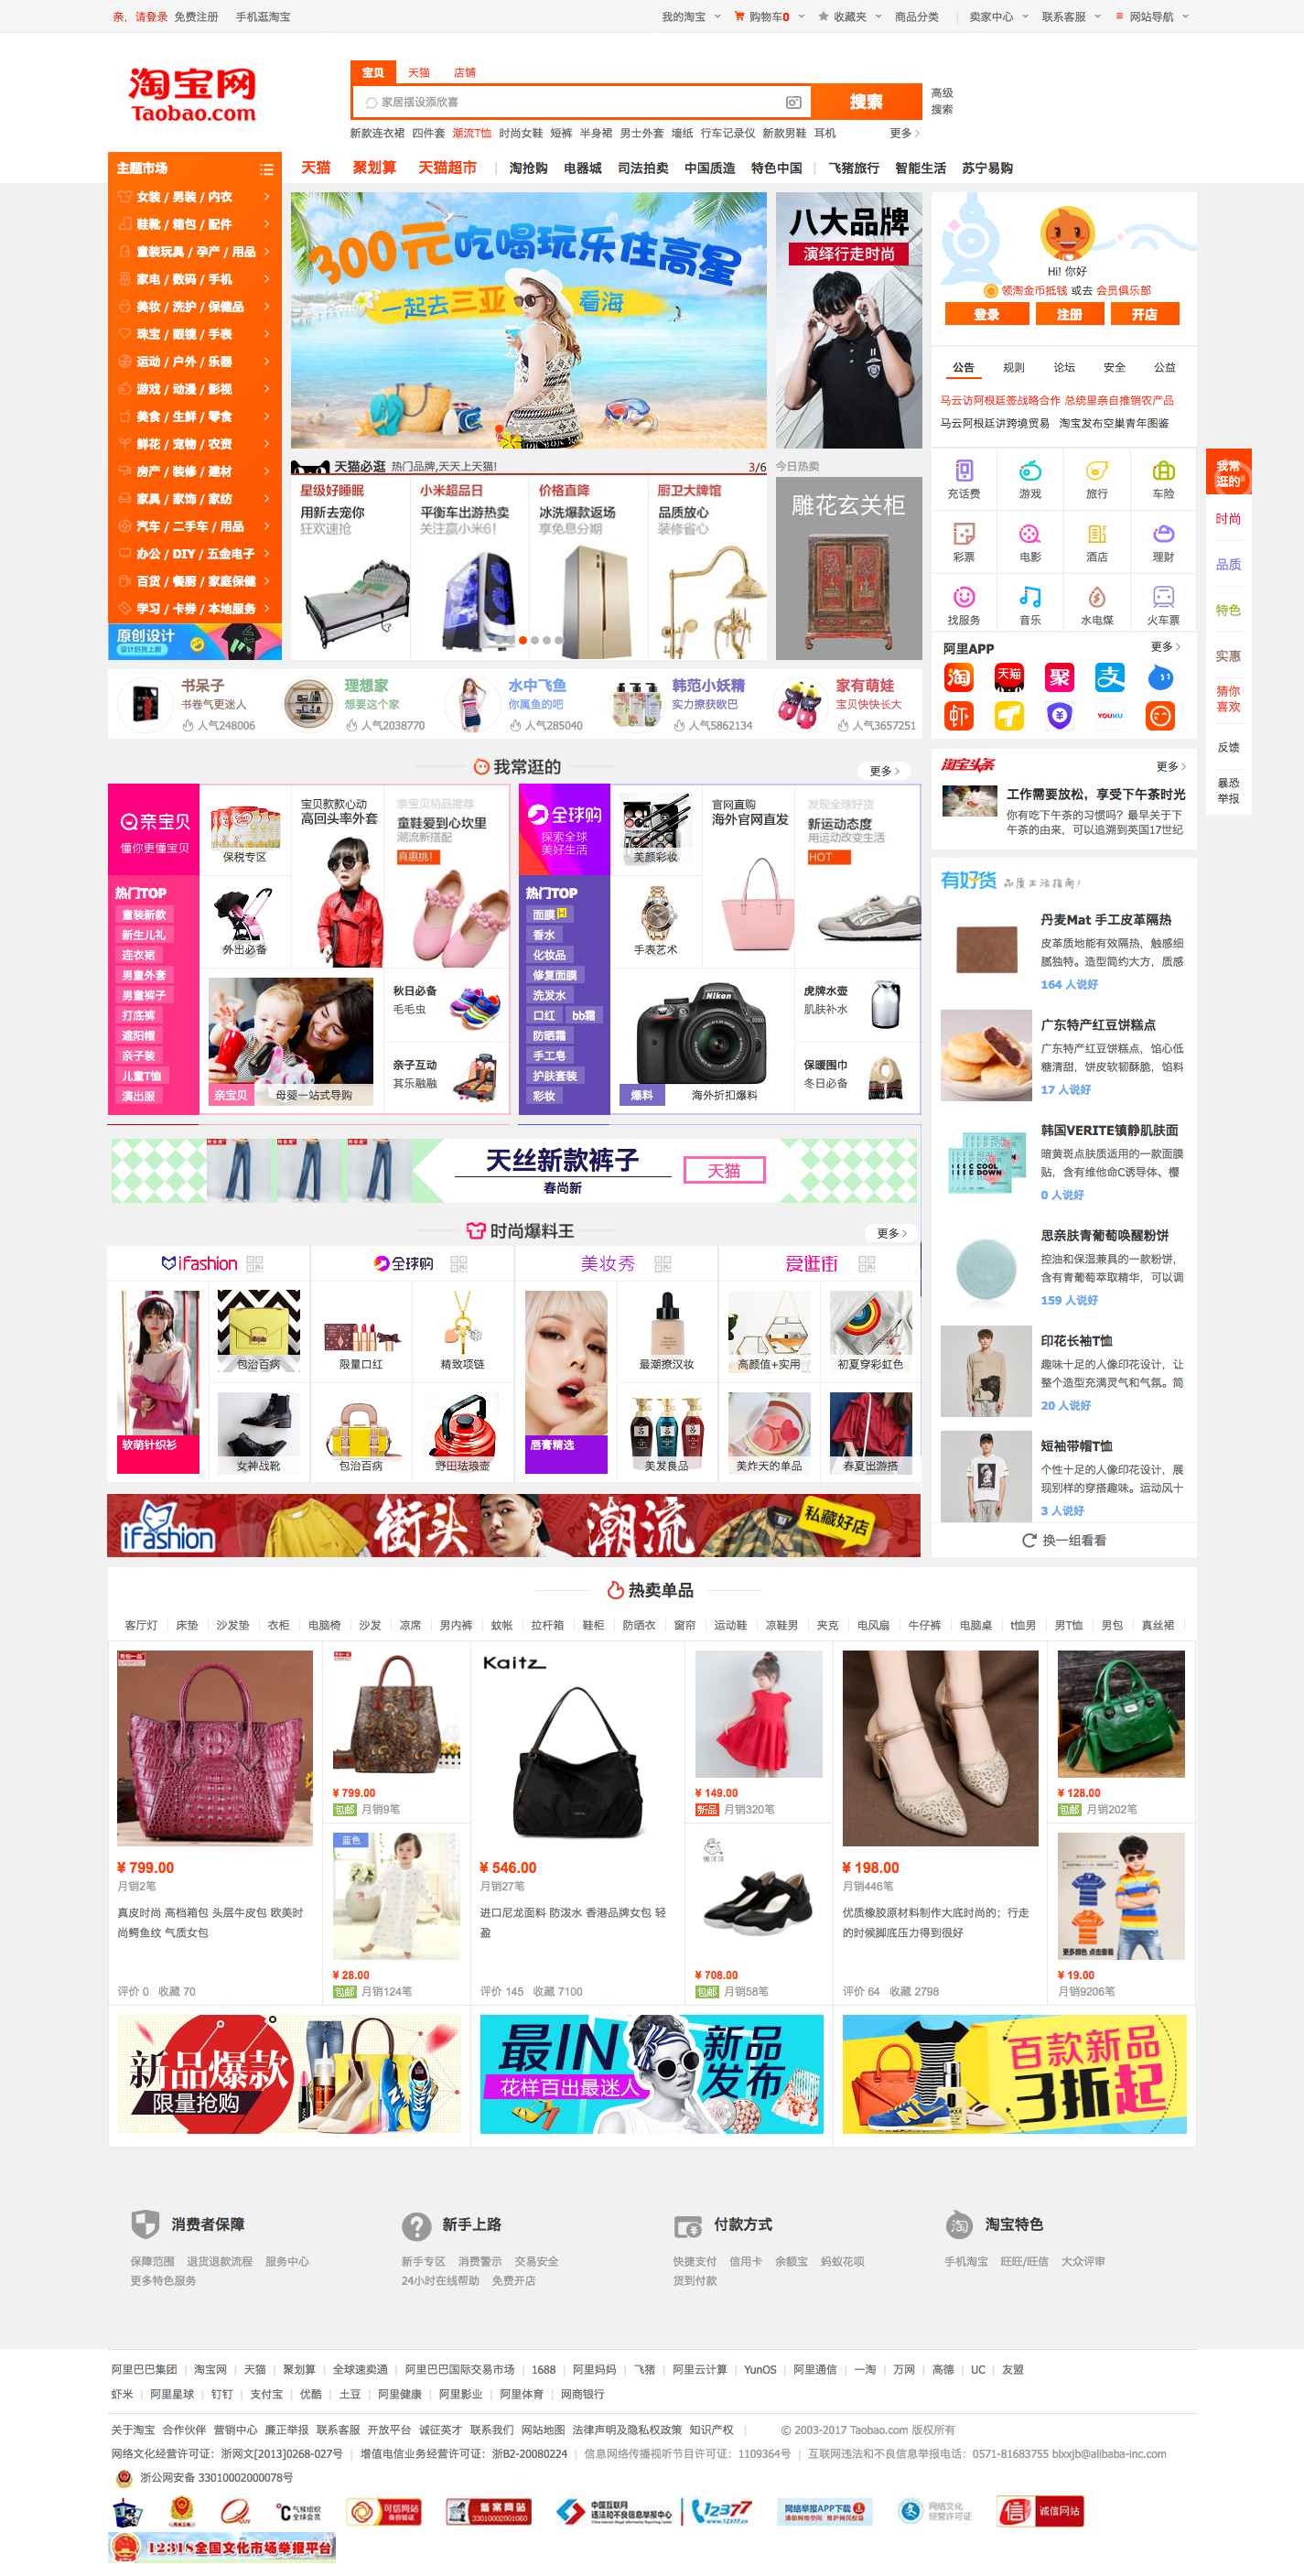 亲，请登录 免费注册 手机逛淘宝
我的淘宝 购物车0 收藏夹 商品分类 卖家中心 联系客服 网站导航
淘宝网
Taobao.com
宝贝 天猫 店铺
家居摆设添欣喜 搜索
高级
搜索
新款连衣裙 四件套 潮流T恤 时尚女鞋 短裤 半身裙 男士外套 墙纸 行车记录仪 新款男鞋 耳机 更多
主题市场
天猫 聚划算 天猫超市 淘抢购 电器城 司法拍卖 中国质造 特色中国 飞猪旅行 智能生活 苏宁易购
女装 / 男装 / 内衣
鞋靴 / 箱包 / 配件
童装玩具 / 孕产 / 用品
家电 / 数码 / 手机
美妆 / 洗护 / 保健品
珠宝 / 眼镜 / 手表
运动 / 户外 / 乐器
游戏 / 动漫 / 影视
美食 / 生鲜 / 零食
鲜花 / 宠物 / 农资
房产 / 装修 / 建材
家具 / 家饰 / 家纺
汽车 / 二手车 / 用品
办公 / DIY / 五金电子
百货 / 餐厨 / 家庭保健
学习 / 卡券 / 本地服务
原创设计
设计好货上新
300元吃喝玩乐住高星
一起去三亚看海
八大品牌
演绎行走时尚
Hi! 你好
领淘金币抵钱 或去 会员俱乐部
登录 注册 开店
公告 规则 论坛 安全 公益
马云访阿根廷签战略合作 总统里亲自推销农产品
马云阿根廷讲跨境贸易 淘宝发布空巢青年图鉴
天猫必逛 热门品牌,天天上天猫! 3/6
今日热卖
星级好睡眠
用新去宠你
狂欢速抢
小米超品日
平衡车出游热卖
关注赢小米6！
价格直降
冰洗爆款返场
享免息分期
厨卫大牌馆
品质放心
装修省心
雕花玄关柜
充话费 游戏 旅行 车险
彩票 电影 酒店 理财
找服务 音乐 水电煤 火车票
阿里APP 更多
淘 天猫 聚 支
虾 YOUKU
我常
逛的
时尚
品质
特色
实惠
猜你
喜欢
反馈
暴恐
举报
书呆子
书卷气更迷人
人气248006
理想家
想要这个家
人气2038770
水中飞鱼
你属鱼的吧
人气285040
韩范小妖精
实力撩获欧巴
人气5862134
家有萌娃
宝贝快快长大
人气3657251
我常逛的 更多
亲宝贝
懂你更懂宝贝
热门TOP
童装新款
新生儿礼
连衣裙
男童外套
男童裤子
打底裤
遮阳帽
亲子装
儿童T恤
演出服
保税专区
外出必备
宝贝款款心动
高回头率外套
亲宝贝精品推荐
童鞋爱到心坎里
潮流新搭配
真惠挑！
亲宝贝 母婴一站式导购
秋日必备
毛毛虫
亲子互动
其乐融融
全球购
探索全球
美好生活
热门TOP
面膜
香水
化妆品
修复面膜
洗发水
口红 bb霜
防晒霜
手工皂
护肤套装
彩妆
美颜彩妆
手表艺术
官网直购
海外官网直发
发现全球好货
新运动态度
用运动改变生活
HOT
Nikon
爆料 海外折扣爆料
虎牌水壶
肌肤补水
保暖围巾
冬日必备
淘宝头条 更多
工作需要放松，享受下午茶时光
你有吃下午茶的习惯吗？最早关于下
午茶的由来，可以追溯到英国17世纪
有好货 品质生活指南/
丹麦Mat 手工皮革隔热
皮革质地能有效隔热，触感细
腻独特。造型简约大方，质感
164 人说好
广东特产红豆饼糕点
广东特产红豆饼糕点，馅心低
糖清甜，饼皮软韧酥脆，馅料
17 人说好
韩国VERITE镇静肌肤面
暗黄斑点肤质适用的一款面膜
贴，含有维他命C诱导体、樱
0 人说好
思亲肤青葡萄唤醒粉饼
控油和保湿兼具的一款粉饼，
含有青葡萄萃取精华，可以调
159 人说好
印花长袖T恤
趣味十足的人像印花设计，让
整个造型充满灵气和气氛。简
20 人说好
短袖带帽T恤
个性十足的人像印花设计，展
现别样的穿搭趣味。运动风十
3 人说好
换一组看看
天丝新款裤子
春尚新
天猫
时尚爆料王 更多
iFashion 全球购 美妆秀 爱逛街
软萌针织衫
包治百病
女神战靴
限量口红
精致项链
包治百病
野田珐琅壶
唇膏精选
最潮撩汉妆
美发良品
高颜值+实用
初夏穿彩虹色
美炸天的单品
春夏出游搭
iFashion 街头 潮流 私藏好店
热卖单品
客厅灯 床垫 沙发垫 衣柜 电脑椅 沙发 凉席 男内裤 蚊帐 拉杆箱 鞋柜 防晒衣 窗帘 运动鞋 凉鞋男 夹克 电风扇 牛仔裤 电脑桌 t恤男 男T恤 男包 真丝裙
¥ 799.00
月销2笔
真皮时尚 高档箱包 头层牛皮包 欧美时
尚鳄鱼纹 气质女包
评价 0 收藏 70
¥ 799.00
包邮 月销9笔
蓝色
¥ 28.00
包邮 月销124笔
Kaitz
¥ 546.00
月销27笔
进口尼龙面料 防泼水 香港品牌女包 轻
盈
评价 145 收藏 7100
¥ 149.00
新品 月销320笔
¥ 708.00
包邮 月销58笔
¥ 198.00
月销446笔
优质橡胶原材料制作大底时尚的；行走
的时候脚底压力得到很好
评价 64 收藏 2798
¥ 128.00
包邮 月销202笔
更多颜色 点击查看
¥ 19.00
月销9206笔
新品爆款
限量抢购
最IN 新品发布
花样百出最迷人
百款新品
3折起
消费者保障
保障范围 退货退款流程 服务中心
更多特色服务
新手上路
新手专区 消费警示 交易安全
24小时在线帮助 免费开店
付款方式
快捷支付 信用卡 余额宝 蚂蚁花呗
货到付款
淘宝特色
手机淘宝 旺旺/旺信 大众评审
阿里巴巴集团 | 淘宝网 | 天猫 | 聚划算 | 全球速卖通 | 阿里巴巴国际交易市场 | 1688 | 阿里妈妈 | 飞猪 | 阿里云计算 | YunOS | 阿里通信 | 一淘 | 万网 | 高德 | UC | 友盟
虾米 | 阿里星球 | 钉钉 | 支付宝 | 优酷 | 土豆 | 阿里健康 | 阿里影业 | 阿里体育 | 网商银行
关于淘宝 合作伙伴 营销中心 廉正举报 联系客服 开放平台 诚征英才 联系我们 网站地图 法律声明及隐私权政策 知识产权 | © 2003-2017 Taobao.com 版权所有
网络文化经营许可证：浙网文[2013]0268-027号 | 增值电信业务经营许可证：浙B2-20080224 | 信息网络传播视听节目许可证：1109364号 | 互联网违法和不良信息举报电话：0571-81683755 blxxjb@alibaba-inc.com
浙公网安备 33010002000078号
可信网站 备案网站 12377 网络举报APP下载 网络文化经营许可证 诚信网站
12318全国文化市场举报平台